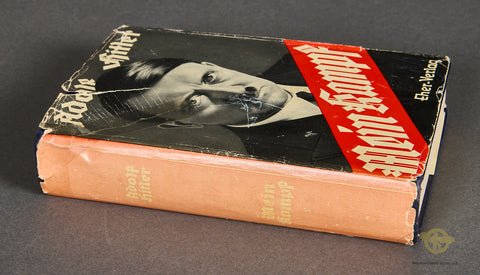 Adolf Hitler
Mein Kampf
Eher-Verlag
Adolf
Hitler
Mein
Kampf